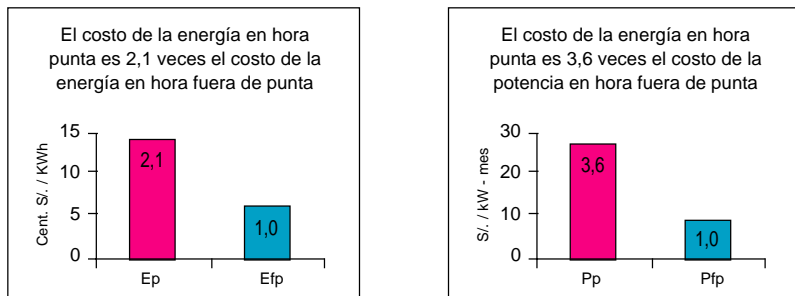 El costo de la energía en hora
punta es 2,1 veces el costo de la
energía en hora fuera de punta
Cent. S/. / KWh
15
10
5
0
2,1
1,0
Ep
Efp
El costo de la energía en hora
punta es 3,6 veces el costo de la
potencia en hora fuera de punta
S/. / kW - mes
30
20
10
0
3,6
1,0
Pp
Pfp